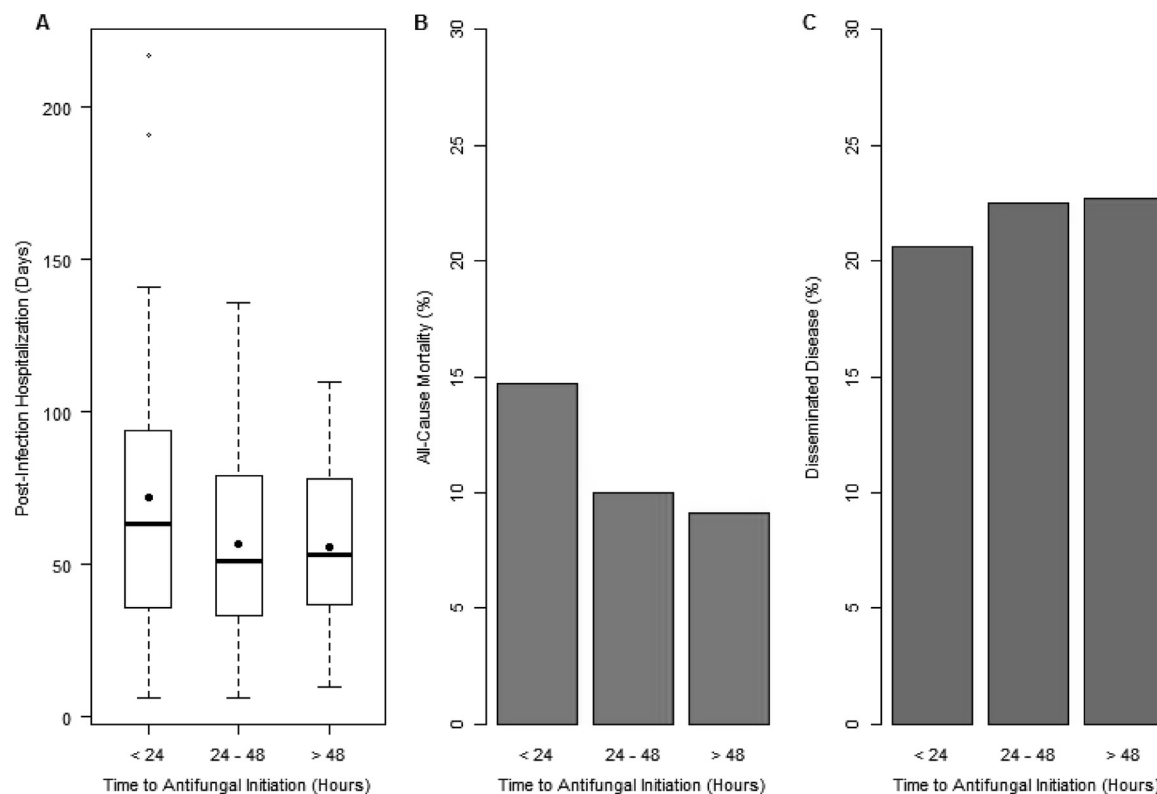 A
Post-Infection Hospitalization (Days)
200
150
100
50
0
< 24
24 - 48
> 48
Time to Antifungal Initiation (Hours)
B
All-Cause Mortality (%)
30
25
20
15
10
5
0
< 24
24 - 48
> 48
Time to Antifungal Initiation (Hours)
C
Disseminated Disease (%)
30
25
20
15
10
5
0
< 24
24 - 48
> 48
Time to Antifungal Initiation (Hours)